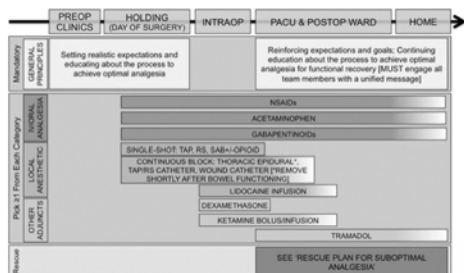 PREOP
CLINICS
HOLDING
(DAY OF SURGERY)
INTRAOP
PACU & POSTOP WARD
HOME
Mandatory
GENERAL
PRINCIPLES
Setting realistic expectations and
educating about the process to
achieve optimal analgesia
Reinforcing expectations and goals; Continuing
education about the process to achieve optimal
analgesia for functional recovery [MUST engage all
team members with a unified message]
Pick ≥1 From Each Category
IV/ORAL
ANALGESIA
NSAIDs
ACETAMINOPHEN
GABAPENTINOIDs
LOCAL
ANESTHETIC
SINGLE-SHOT: TAP, RS, SAB+/-OPIOID
CONTINUOUS BLOCK: THORACIC EPIDURAL*,
TAP/RS CATHETER, WOUND CATHETER [*REMOVE
SHORTLY AFTER BOWEL FUNCTIONING]
LIDOCAINE INFUSION
OTHER
ADJUNCTS
DEXAMETHASONE
KETAMINE BOLUS/INFUSION
TRAMADOL
Rescue
SEE 'RESCUE PLAN FOR SUBOPTIMAL
ANALGESIA'